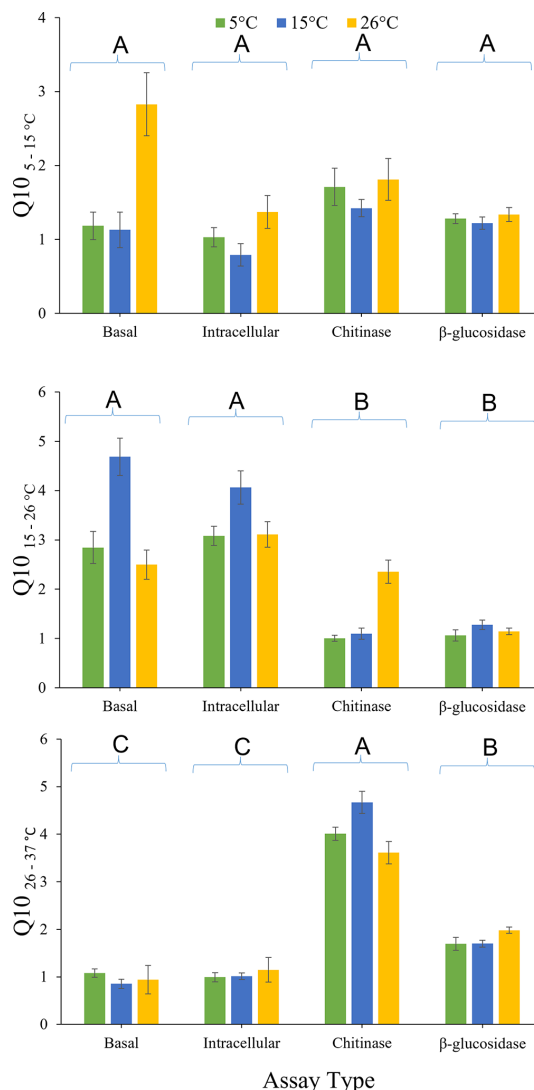 5°C 15°C 26°C
A A A A
4
3
2
1
0
Q10 5 - 15 °C
Basal Intracellular Chitinase β-glucosidase
A A B B
6
5
4
3
2
1
0
Q10 15 - 26 °C
Basal Intracellular Chitinase β-glucosidase
C C A B
6
5
4
3
2
1
0
Q10 26 - 37 °C
Basal Intracellular Chitinase β-glucosidase
Assay Type